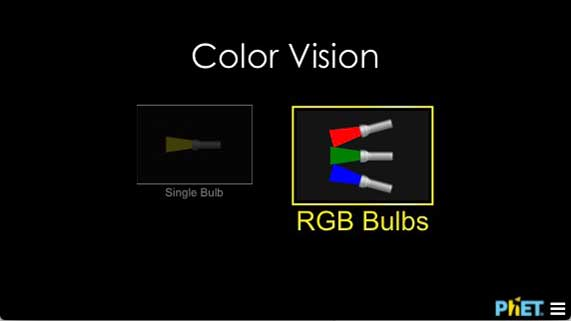 Color Vision
Single Bulb
RGB Bulbs
PhET